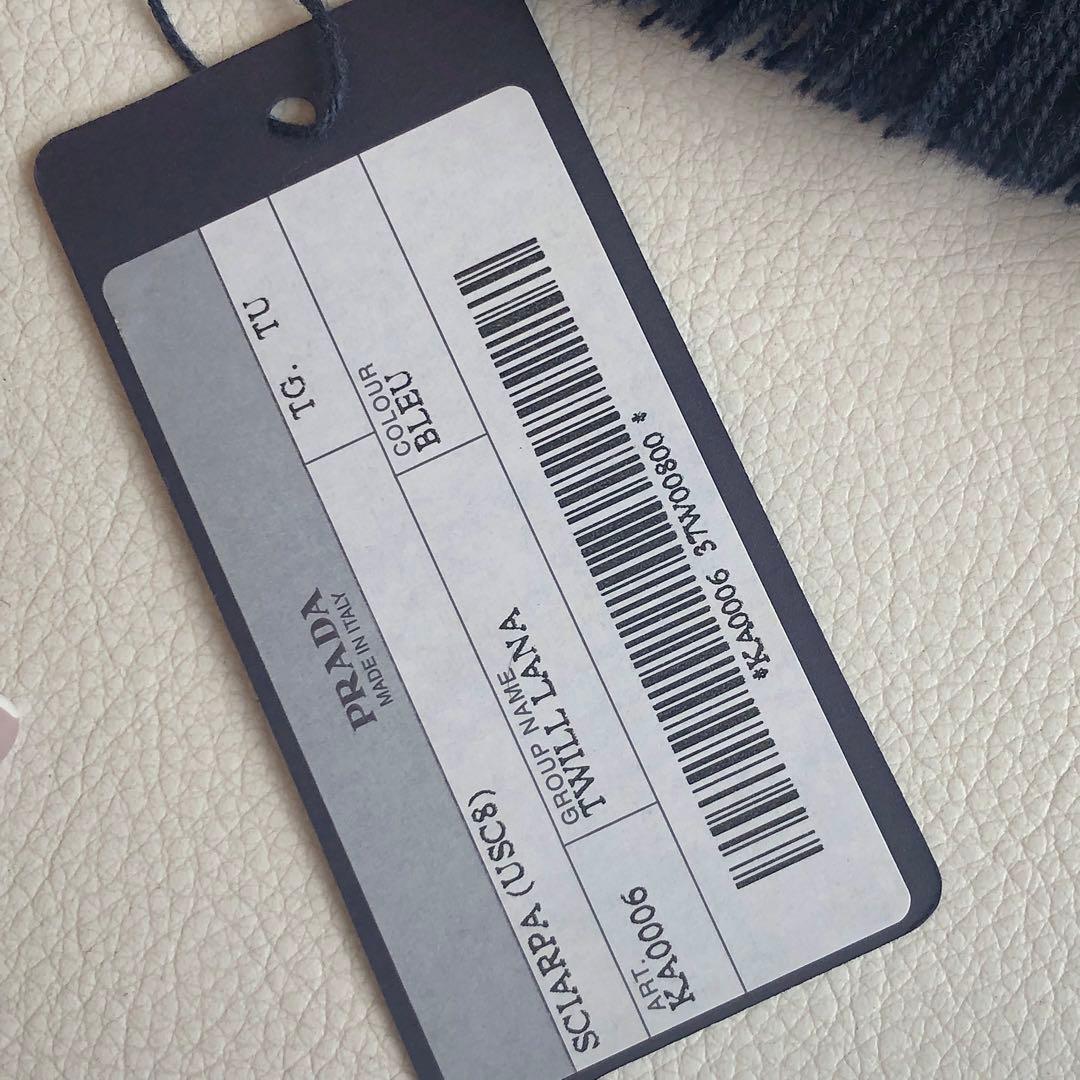 PRADA
MADE IN ITALY
SCIARPA (USC8)
TG. TU
ART.
KA0006
GROUP NAME
TWILL LANA
COLOUR
BLEU
*KA0006 37W00800 *